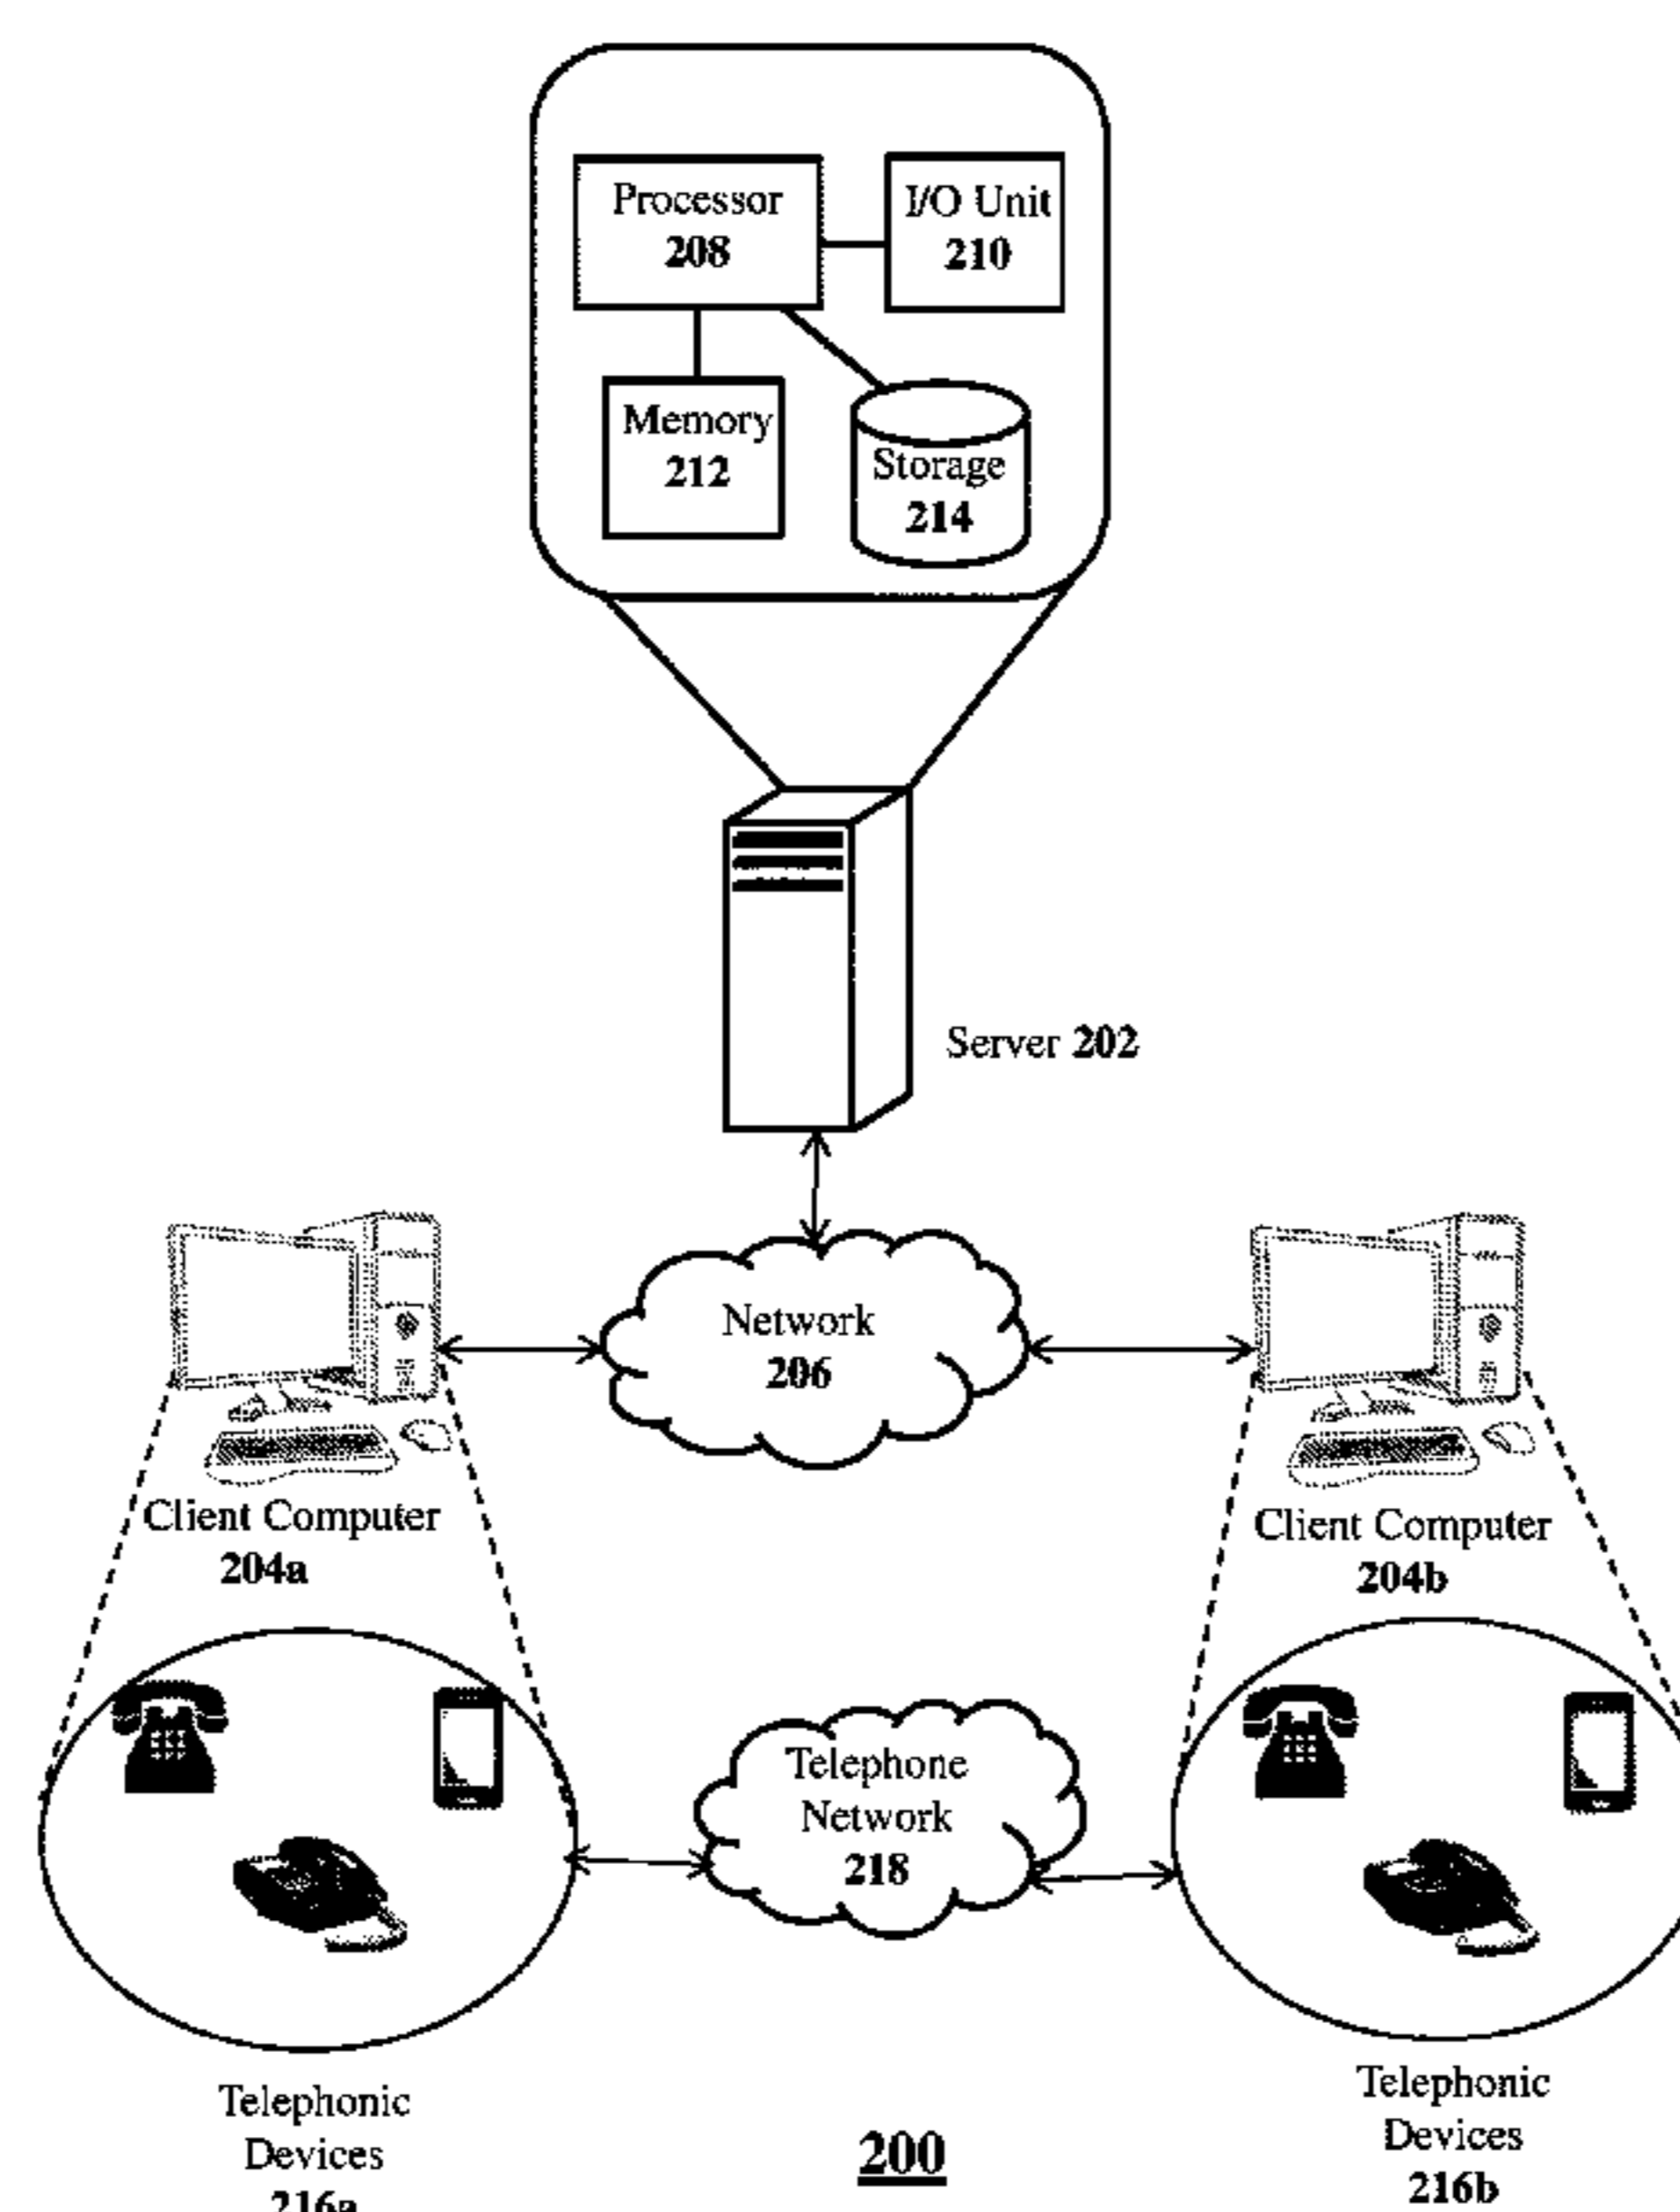 Processor
208
I/O Unit
210
Memory
212
Storage
214
Server 202
Network
206
Client Computer
204a
Client Computer
204b
Telephone
Network
218
Telephonic
Devices
216a
Telephonic
Devices
216b
200